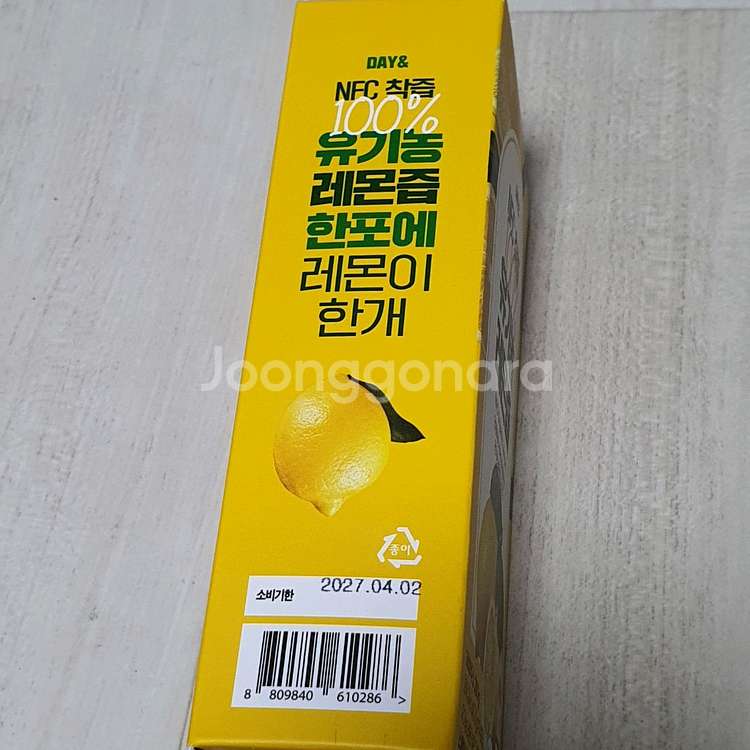 DAY&
NFC 착즙
100%
유기농
레몬즙
한포에
레몬이
한개
Joonggonara
종이
소비기한 2027.04.02
8 809840 610286 >